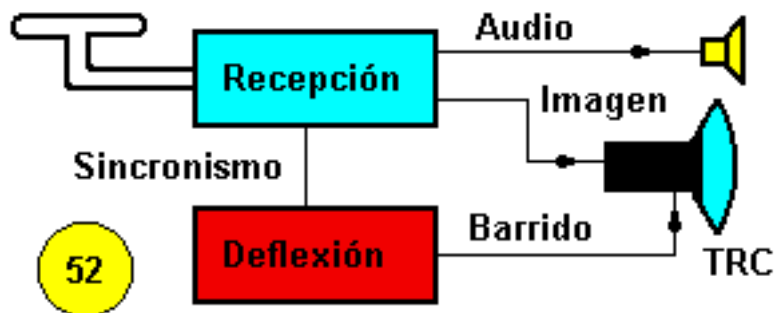 Audio
Recepción
Imagen
Sincronismo
Deflexión
Barrido
TRC
52